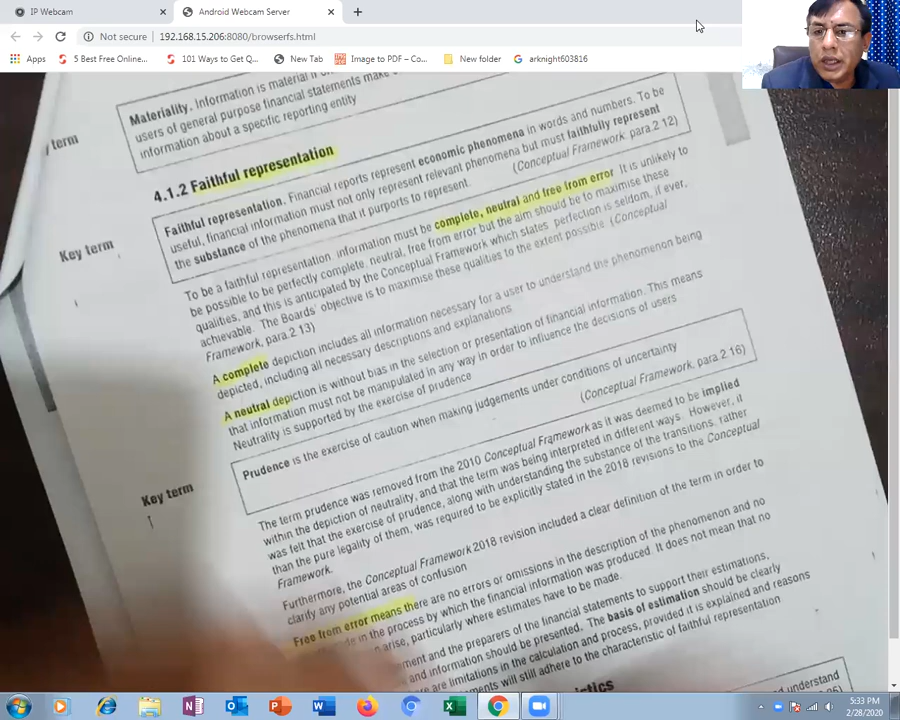 IP Webcam
Android Webcam Server
Not secure
192.168.15.206:8080/browserfs.html
Apps
5 Best Free Online...
101 Ways to Get Q...
New Tab
Image to PDF – Co...
New folder
arknight603816
Materiality. Information is material if
users of general purpose financial statements make
information about a specific reporting entity
term
4.1.2 Faithful representation
Key term
Faithful representation. Financial reports represent economic phenomena in words and numbers. To be
useful, financial information must not only represent relevant phenomena but must faithfully represent
the substance of the phenomena that it purports to represent.
(Conceptual Framework. para.2 12)
To be a faithful representation information must be complete, neutral and free from error It is unlikely to
be possible to be perfectly complete, neutral, free from error but the aim should be to maximise these
qualities, and this is anticipated by the Conceptual Framework which states perfection is seldom, if ever,
achievable. The Boards' objective is to maximise these qualities to the extent possible (Conceptual
Framework, para.2 13)
A complete depiction includes all information necessary for a user to understand the phenomenon being
depicted, including all necessary descriptions and explanations
A neutral depiction is without bias in the selection or presentation of financial information. This means
that information must not be manipulated in any way in order to influence the decisions of users
Neutrality is supported by the exercise of prudence
Key term
Prudence is the exercise of caution when making judgements under conditions of uncertainty
(Conceptual Framework, para.2 16)
The term prudence was removed from the 2010 Conceptual Framework as it was deemed to be implied
within the depiction of neutrality, and that the term was being interpreted in different ways. However, it
was felt that the exercise of prudence, along with understanding the substance of the transitions, rather
than the pure legality of them, was required to be explicitly stated in the 2018 revisions to the Conceptual
Framework.
Furthermore, the Conceptual Framework 2018 revision included a clear definition of the term in order to
clarify any potential areas of confusion
Free from error means there are no errors or omissions in the description of the phenomenon and no
in the process by which the financial information was produced. It does not mean that no
arise, particularly where estimates have to be made.
and the preparers of the financial statements to support their estimations,
and information should be presented. The basis of estimation should be clearly
are limitations in the calculation and process, provided it is explained and reasons
will still adhere to the characteristic of faithful representation
understand
5:33 PM
2/28/2020